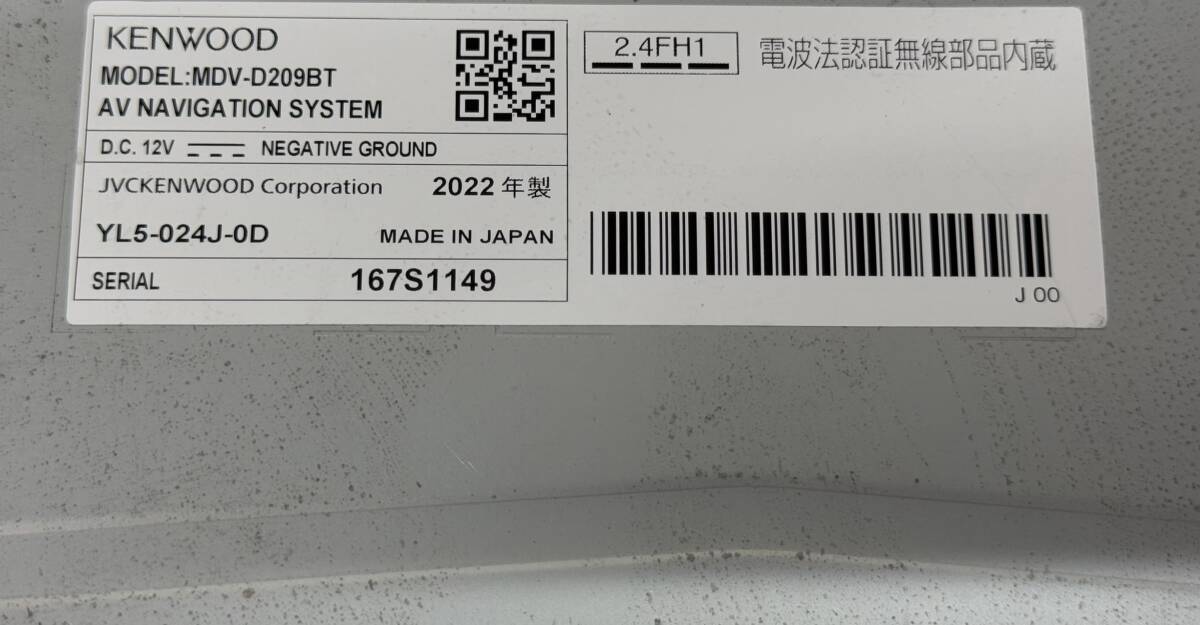 KENWOOD
MODEL:MDV-D209BT
AV NAVIGATION SYSTEM
D.C. 12V NEGATIVE GROUND
JVCKENWOOD Corporation 2022 年製
YL5-024J-0D MADE IN JAPAN
SERIAL 167S1149
2.4FH1 電波法認証無線部品内蔵
J 00